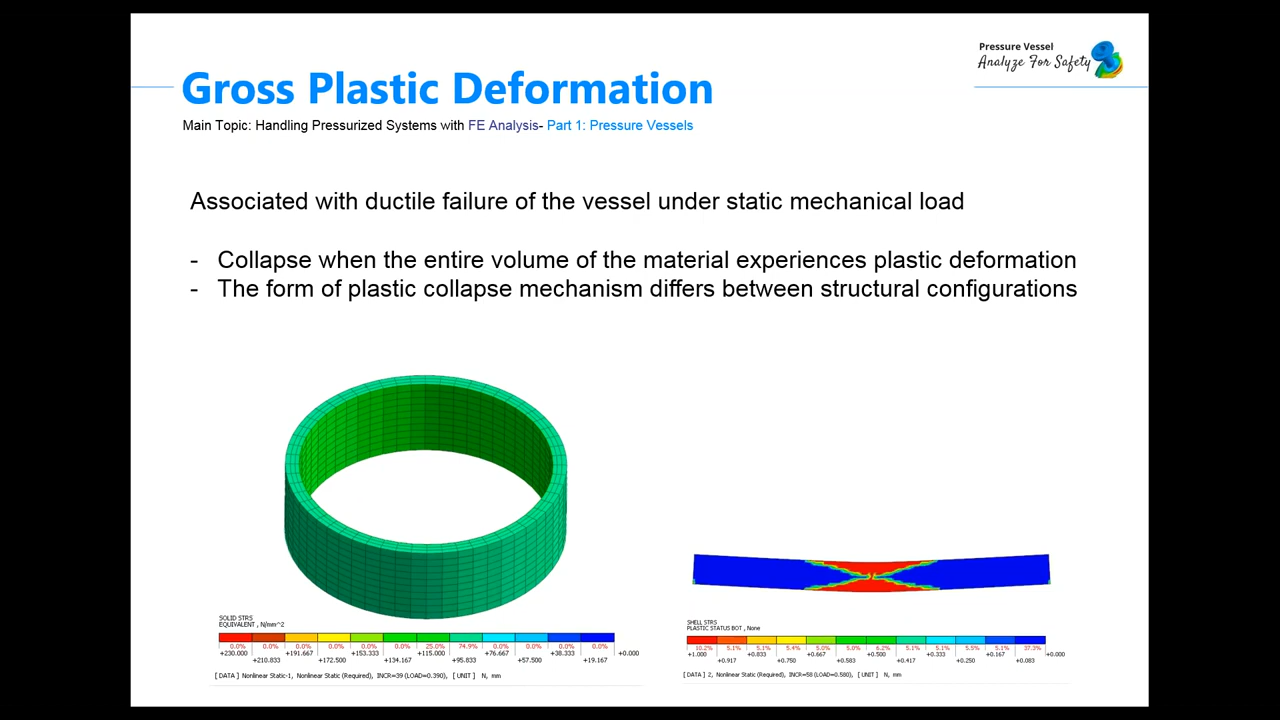 Pressure Vessel
Analyze For Safety
Gross Plastic Deformation
Main Topic: Handling Pressurized Systems with FE Analysis- Part 1: Pressure Vessels
Associated with ductile failure of the vessel under static mechanical load
- Collapse when the entire volume of the material experiences plastic deformation
- The form of plastic collapse mechanism differs between structural configurations
SOLID STRS
EQUIVALENT , N/mm^2
0.0% 0.0% 0.0% 0.0% 0.0% 0.0% 25.0% 74.9% 0.0% 0.0% 0.0% 0.0%
+230.000 +191.667 +153.333 +115.000 +76.667 +38.333 +0.000
+210.833 +172.500 +134.167 +95.833 +57.500 +19.167
[ DATA ] Nonlinear Static-1, Nonlinear Static (Required), INCR=39 (LOAD=0.390), [ UNIT ] N, mm
SHELL STRS
PLASTIC STATUS BOT , None
10.2% 5.1% 5.1% 5.4% 5.0% 5.0% 6.2% 5.1% 5.1% 5.5% 5.1% 37.3%
+1.000 +0.833 +0.667 +0.500 +0.333 +0.167 +0.000
+0.917 +0.750 +0.583 +0.417 +0.250 +0.083
[ DATA ] 2, Nonlinear Static (Required), INCR=58 (LOAD=0.580), [ UNIT ] N, mm